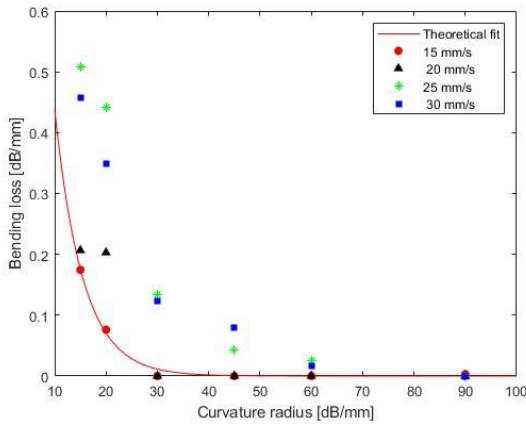 0.6
0.5
0.4
0.3
0.2
0.1
0
Bending loss [dB/mm]
10 20 30 40 50 60 70 80 90 100
Curvature radius [dB/mm]
Theoretical fit
15 mm/s
20 mm/s
25 mm/s
30 mm/s